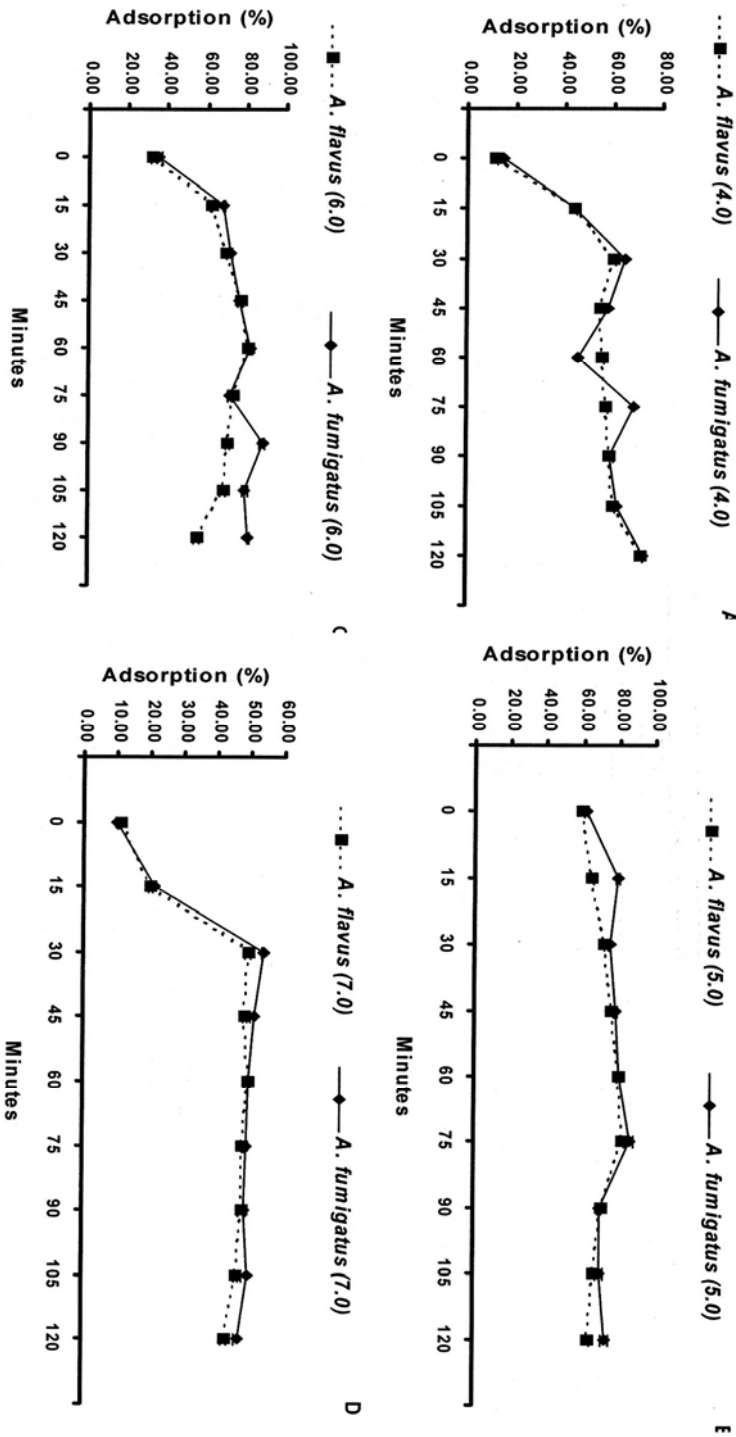 A
A. flavus (4.0) A. fumigatus (4.0)
Adsorption (%)
80.00
60.00
40.00
20.00
0.00
0 15 30 45 60 75 90 105 120
Minutes
A. flavus (5.0) A. fumigatus (5.0)
Adsorption (%)
100.00
80.00
60.00
40.00
20.00
0.00
0 15 30 45 60 75 90 105 120
Minutes
A. flavus (6.0) A. fumigatus (6.0)
Adsorption (%)
100.00
80.00
60.00
40.00
20.00
0.00
0 15 30 45 60 75 90 105 120
Minutes
D
A. flavus (7.0) A. fumigatus (7.0)
Adsorption (%)
60.00
50.00
40.00
30.00
20.00
10.00
0.00
0 15 30 45 60 75 90 105 120
Minutes